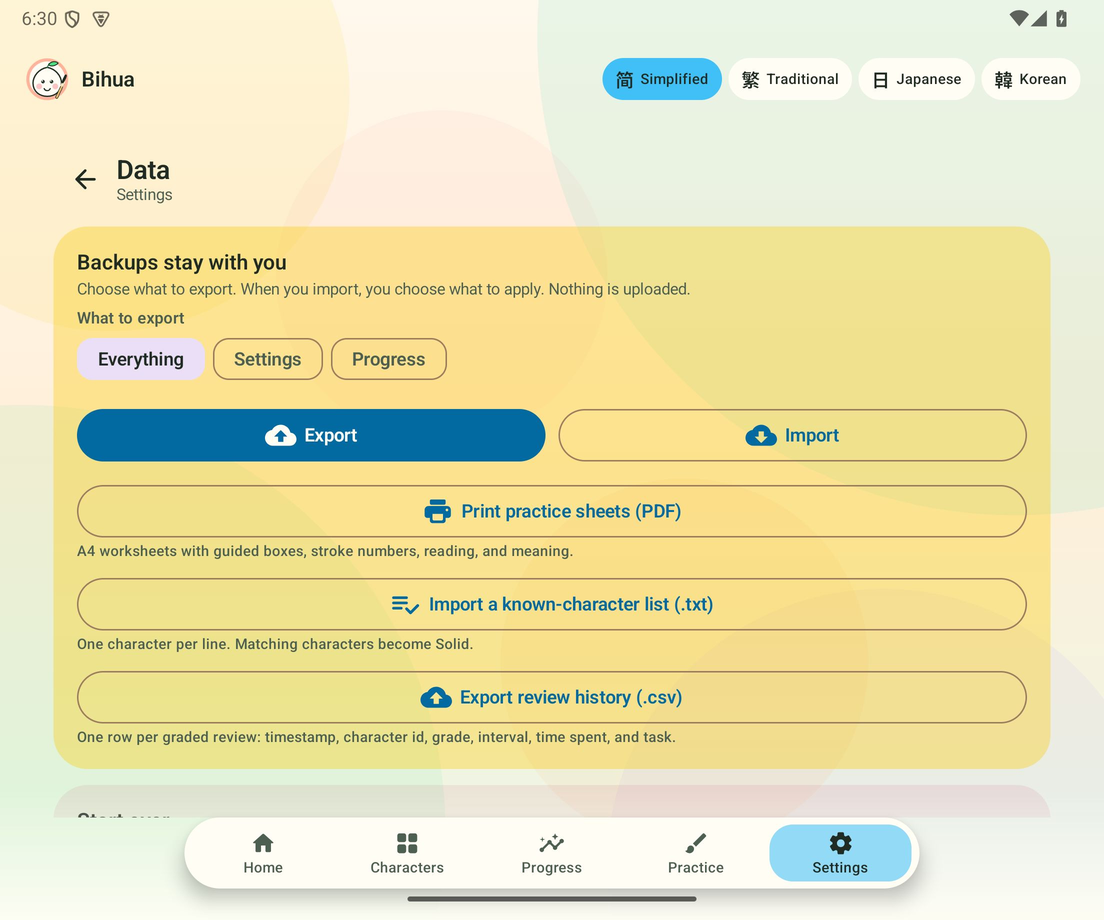 6:30
Bihua
简 Simplified
繁 Traditional
日 Japanese
韓 Korean
Data
Settings
Backups stay with you
Choose what to export. When you import, you choose what to apply. Nothing is uploaded.
What to export
Everything
Settings
Progress
Export
Import
Print practice sheets (PDF)
A4 worksheets with guided boxes, stroke numbers, reading, and meaning.
Import a known-character list (.txt)
One character per line. Matching characters become Solid.
Export review history (.csv)
One row per graded review: timestamp, character id, grade, interval, time spent, and task.
Start over
Home
Characters
Progress
Practice
Settings